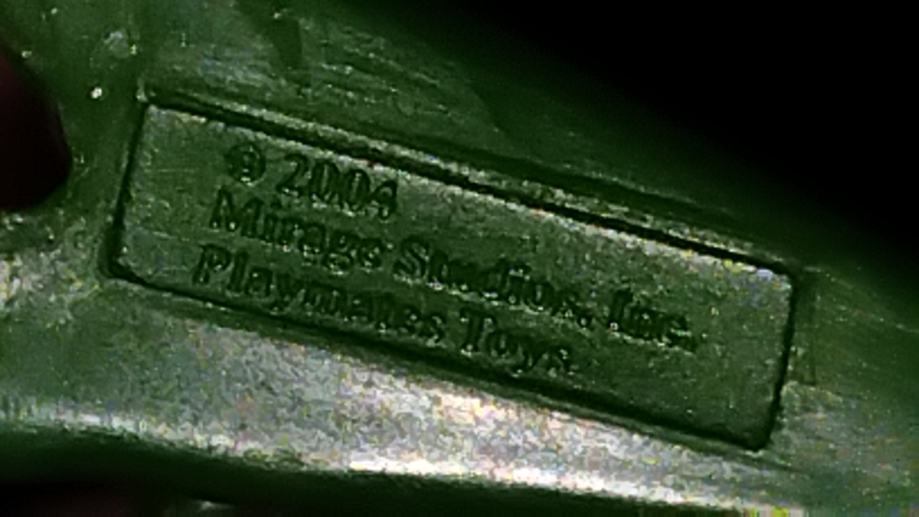 © 2004
Mirage Studios, Inc.
Playmates Toys